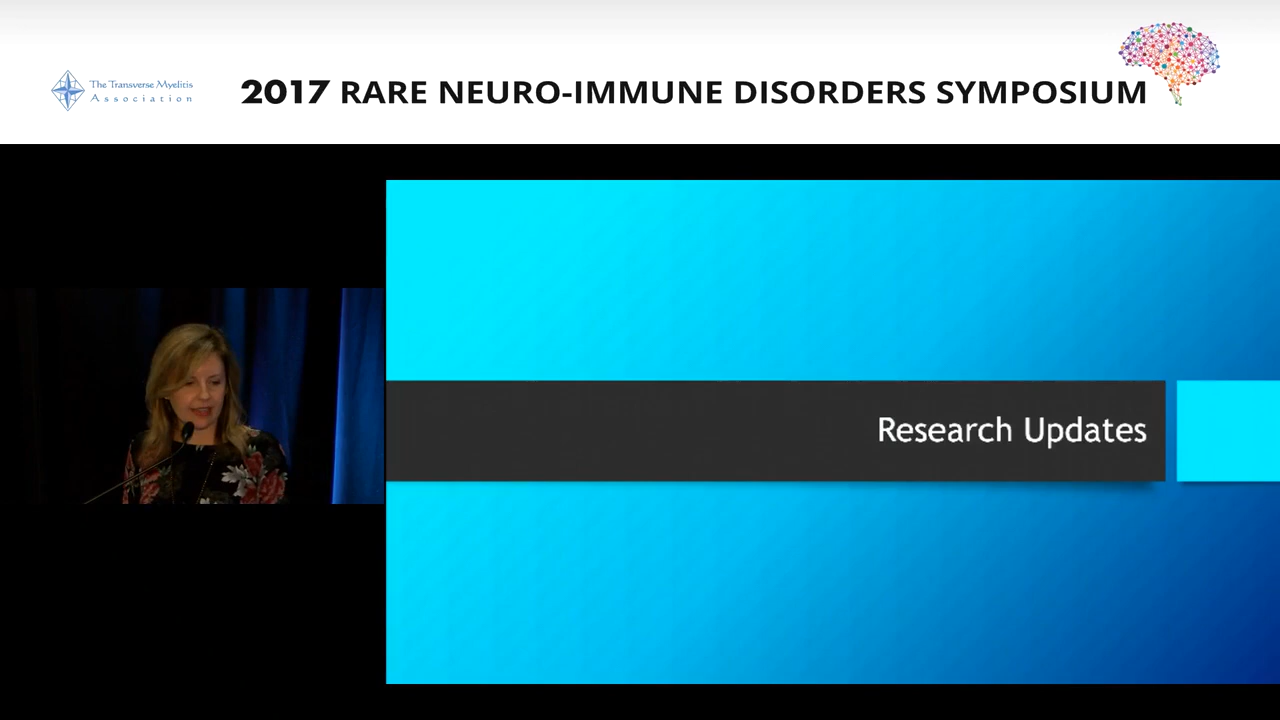 The Transverse Myelitis
Association
2017 RARE NEURO-IMMUNE DISORDERS SYMPOSIUM
Research Updates